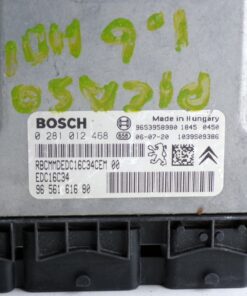 PICASSO
1.6 HDI
BOSCH
Made in Hungary
9653958980 1045 0450
0 281 012 468 658 06-07-20 1039S09386
RBCMMDEDC16C34CEM 00
EDC16C34
96 561 616 80